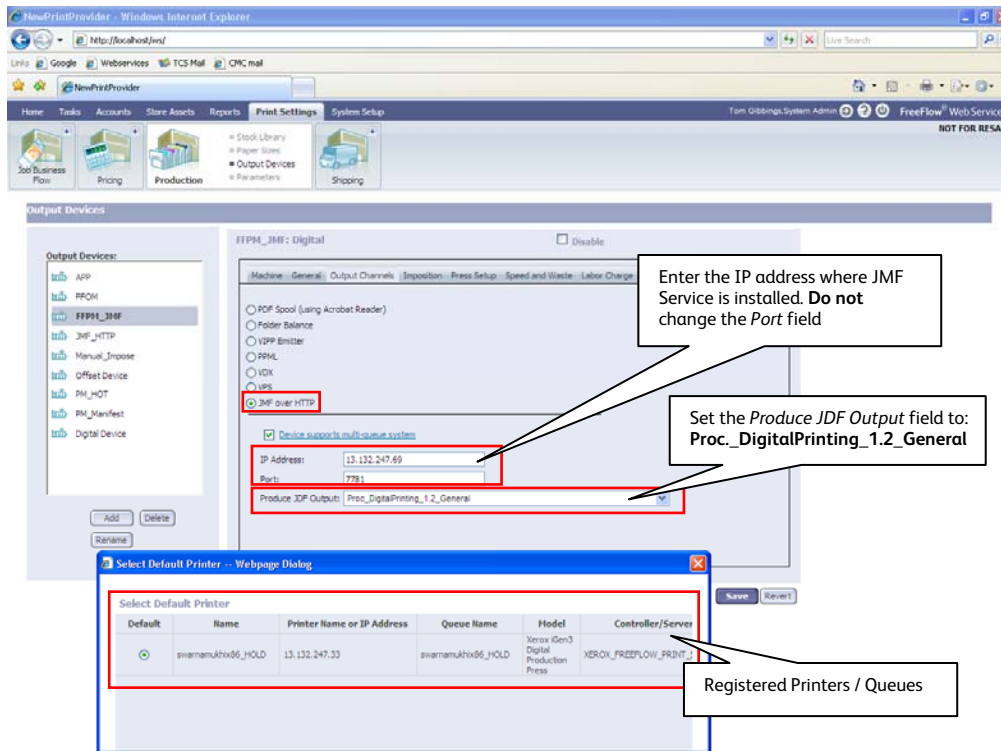 NewPrintProvider - Windows Internet Explorer
http://localhost/ws/
Live Search
Links Google Webservices TCS Mail CMC mail
NewPrintProvider
Home Tasks Accounts Store Assets Reports Print Settings System Setup
Tom Gibbings, System Admin FreeFlow® Web Service
NOT FOR RESA
Job Business Flow
Pricing
Production
Stock Library
Paper Sizes
Output Devices
Parameters
Shipping
Output Devices
Output Devices:
APP
FFOM
FFPM_JMF
JMF_HTTP
Manual_Impose
Offset Device
PM_HOT
PM_Manifest
Digital Device
Add Delete
Rename
FFPM_JMF: Digital
Disable
Machine General Output Channels Imposition Press Setup Speed and Waste Labor Charge
PDF Spool (using Acrobat Reader)
Folder Balance
VIPP Emitter
PPML
VDX
VPS
JMF over HTTP
Device supports multi-queue system
IP Address: 13.132.247.69
Port: 7781
Produce JDF Output: Proc_DigitalPrinting_1.2_General
Enter the IP address where JMF
Service is installed. Do not
change the Port field
Set the Produce JDF Output field to:
Proc._DigitalPrinting_1.2_General
Save Revert
Select Default Printer -- Webpage Dialog
Select Default Printer
Default Name Printer Name or IP Address Queue Name Model Controller/Server
swarnamukhix86_HOLD 13.132.247.33 swarnamukhix86_HOLD Xerox iGen3 Digital Production Press XEROX_FREEFLOW_PRINT_S
Registered Printers / Queues